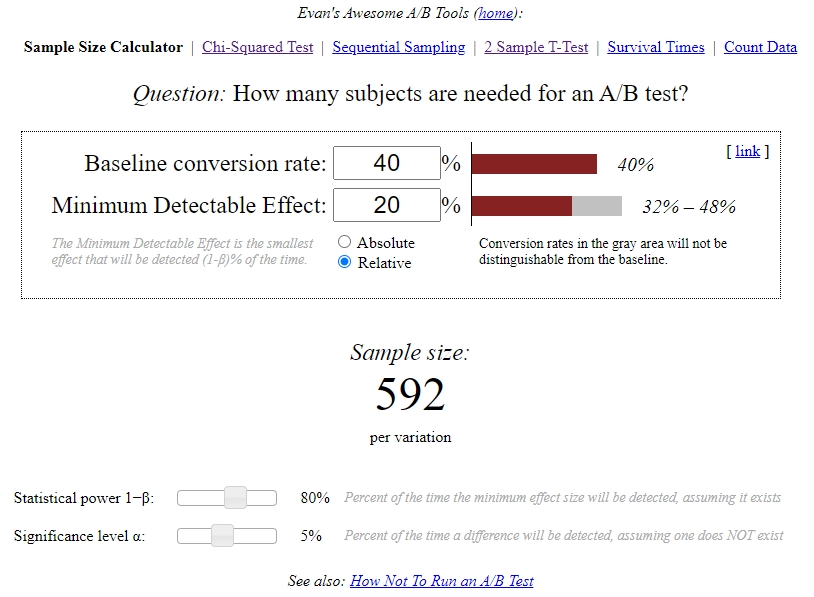 Evan's Awesome A/B Tools (home):
Sample Size Calculator | Chi-Squared Test | Sequential Sampling | 2 Sample T-Test | Survival Times | Count Data
Question: How many subjects are needed for an A/B test?
[ link ]
Baseline conversion rate: 40 % 40%
Minimum Detectable Effect: 20 % 32% – 48%
The Minimum Detectable Effect is the smallest
effect that will be detected (1-β)% of the time.
Absolute
Relative
Conversion rates in the gray area will not be
distinguishable from the baseline.
Sample size:
592
per variation
Statistical power 1−β: 80% Percent of the time the minimum effect size will be detected, assuming it exists
Significance level α: 5% Percent of the time a difference will be detected, assuming one does NOT exist
See also: How Not To Run an A/B Test